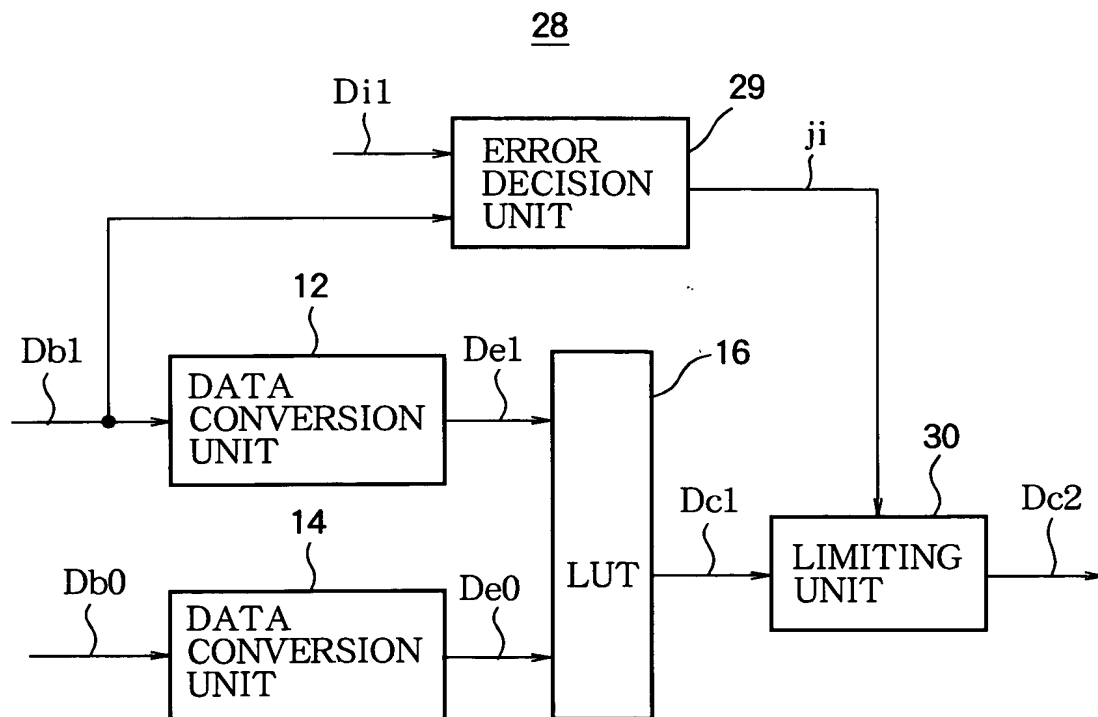 28
Di1
29
ERROR
DECISION
UNIT
ji
12
Db1
DATA
CONVERSION
UNIT
De1
16
14
Db0
DATA
CONVERSION
UNIT
De0
LUT
Dc1
30
LIMITING
UNIT
Dc2